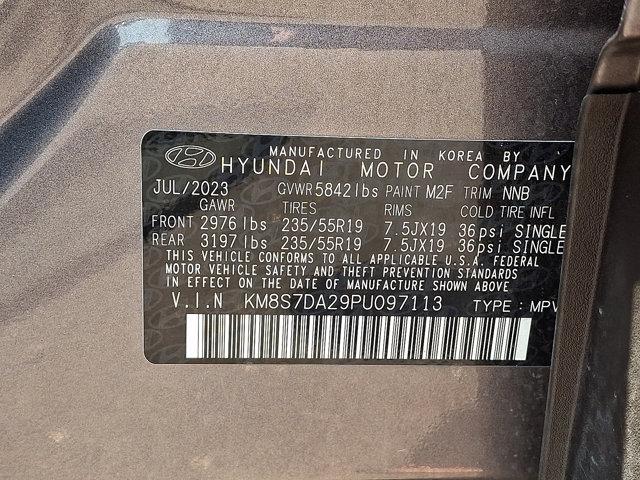 MANUFACTURED IN KOREA BY
HYUNDAI MOTOR COMPANY
JUL/2023 GVWR 5842 lbs PAINT M2F TRIM NNB
GAWR TIRES RIMS COLD TIRE INFL
FRONT 2976 lbs 235/55R19 7.5JX19 36psi SINGLE
REAR 3197 lbs 235/55R19 7.5JX19 36psi SINGLE
THIS VEHICLE CONFORMS TO ALL APPLICABLE U.S.A. FEDERAL
MOTOR VEHICLE SAFETY AND THEFT PREVENTION STANDARDS
IN EFFECT ON THE DATE OF MANUFACTURE SHOWN ABOVE.
V.I.N KM8S7DA29PU097113 TYPE : MPV